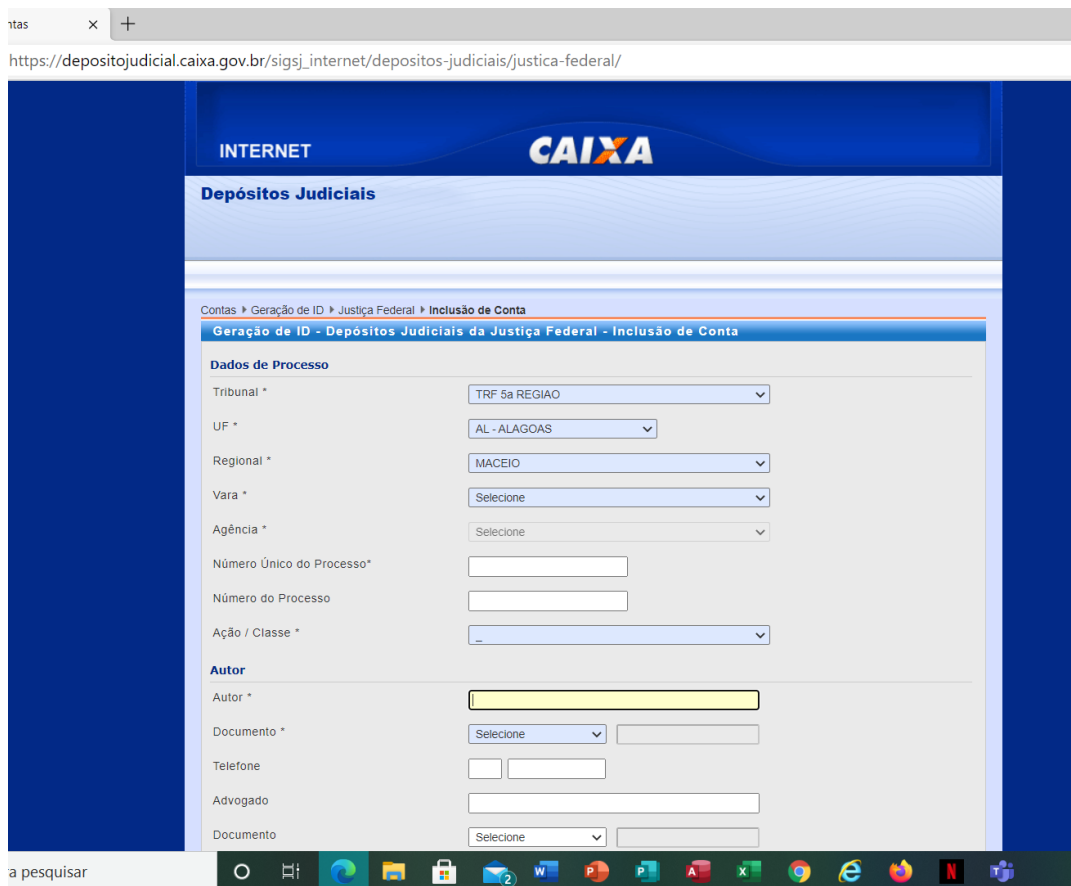 ntas
https://depositojudicial.caixa.gov.br/sigsj_internet/depositos-judiciais/justica-federal/
INTERNET CAIXA
Depósitos Judiciais
Contas Geração de ID Justiça Federal Inclusão de Conta
Geração de ID - Depósitos Judiciais da Justiça Federal - Inclusão de Conta
Dados de Processo
Tribunal * TRF 5a REGIAO
UF * AL - ALAGOAS
Regional * MACEIO
Vara * Selecione
Agência * Selecione
Número Único do Processo*
Número do Processo
Ação / Classe * _
Autor
Autor *
Documento * Selecione
Telefone
Advogado
Documento Selecione
a pesquisar 2 W P P A X N T